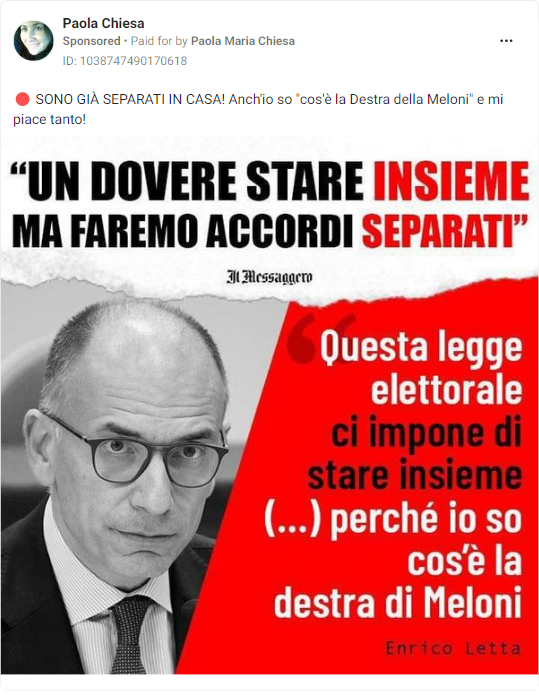 Paola Chiesa
Sponsored • Paid for by Paola Maria Chiesa
ID: 1038747490170618
🔴 SONO GIÀ SEPARATI IN CASA! Anch'io so "cos'è la Destra della Meloni" e mi
piace tanto!
“UN DOVERE STARE INSIEME
MA FAREMO ACCORDI SEPARATI”
Il Messaggero
“Questa legge
elettorale
ci impone di
stare insieme
(...) perché io so
cos'è la
destra di Meloni
Enrico Letta